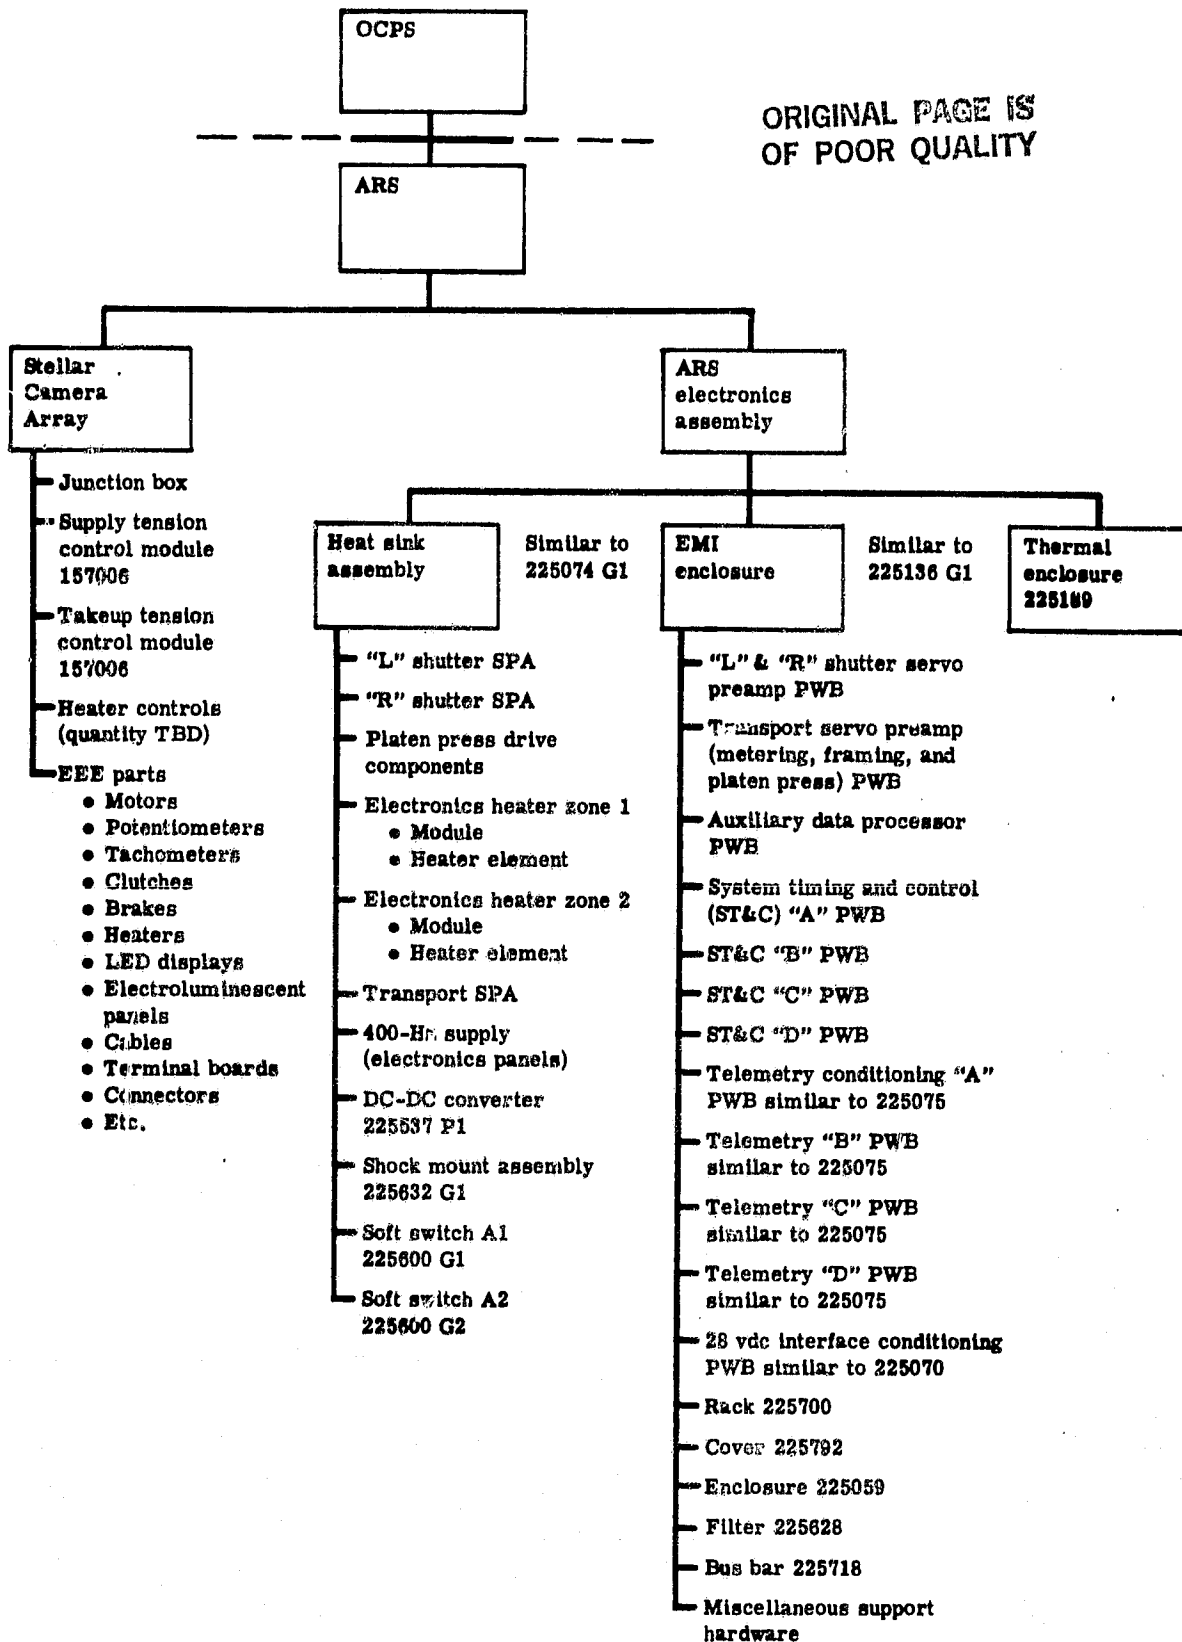 OCPS
ORIGINAL PAGE IS
OF POOR QUALITY
ARS
Stellar
Camera
Array
Junction box
Supply tension
control module
157006
Takeup tension
control module
157006
Heater controls
(quantity TBD)
EEE parts
• Motors
• Potentiometers
• Tachometers
• Clutches
• Brakes
• Heaters
• LED displays
• Electroluminescent
panels
• Cables
• Terminal boards
• Connectors
• Etc.
ARS
electronics
assembly
Heat sink
assembly
Similar to
225074 G1
"L" shutter SPA
"R" shutter SPA
Platen press drive
components
Electronics heater zone 1
• Module
• Heater element
Electronics heater zone 2
• Module
• Heater element
Transport SPA
400-Hz supply
(electronics panels)
DC-DC converter
225537 P1
Shock mount assembly
225632 G1
Soft switch A1
225600 G1
Soft switch A2
225600 G2
EMI
enclosure
Similar to
225136 G1
"L" & "R" shutter servo
preamp PWB
Transport servo preamp
(metering, framing, and
platen press) PWB
Auxiliary data processor
PWB
System timing and control
(ST&C) "A" PWB
ST&C "B" PWB
ST&C "C" PWB
ST&C "D" PWB
Telemetry conditioning "A"
PWB similar to 225075
Telemetry "B" PWB
similar to 225075
Telemetry "C" PWB
similar to 225075
Telemetry "D" PWB
similar to 225075
28 vdc interface conditioning
PWB similar to 225070
Rack 225700
Cover 225792
Enclosure 225059
Filter 225628
Bus bar 225718
Miscellaneous support
hardware
Thermal
enclosure